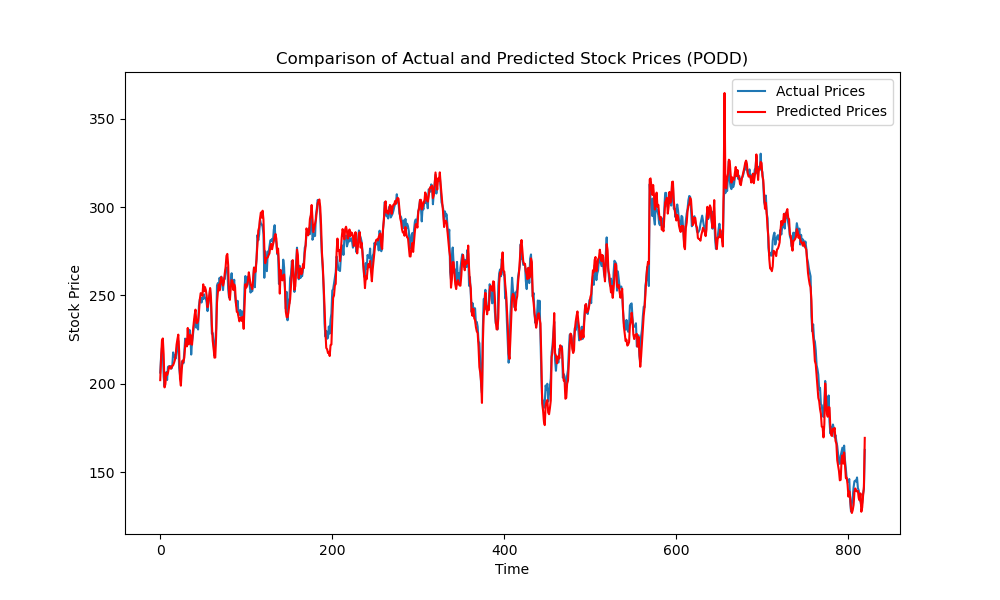 Comparison of Actual and Predicted Stock Prices (PODD)
Actual Prices
Predicted Prices
Stock Price
350
300
250
200
150
0 200 400 600 800
Time